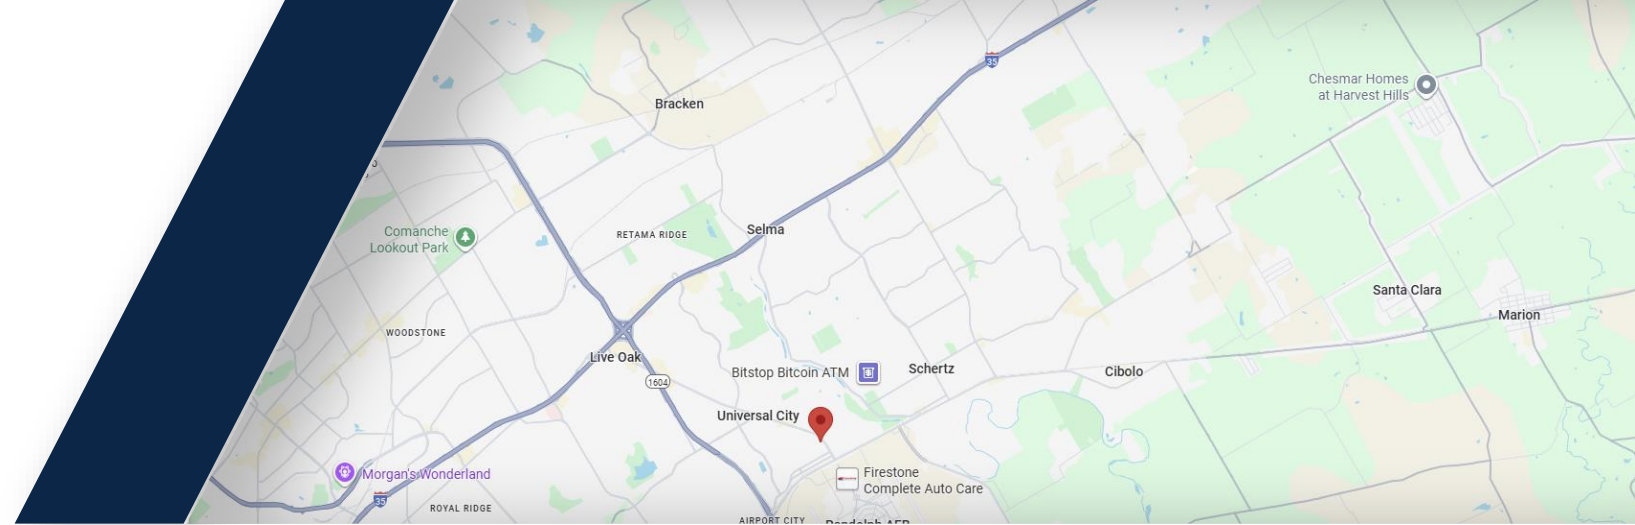 35
Chesmar Homes
at Harvest Hills
Bracken
Comanche
Lookout Park
RETAMA RIDGE
Selma
Santa Clara
Marion
WOODSTONE
Live Oak
1604
Bitstop Bitcoin ATM
Schertz
Cibolo
Universal City
Morgan's Wonderland
Firestone
Complete Auto Care
35
ROYAL RIDGE
AIRPORT CITY
Randolph AFB